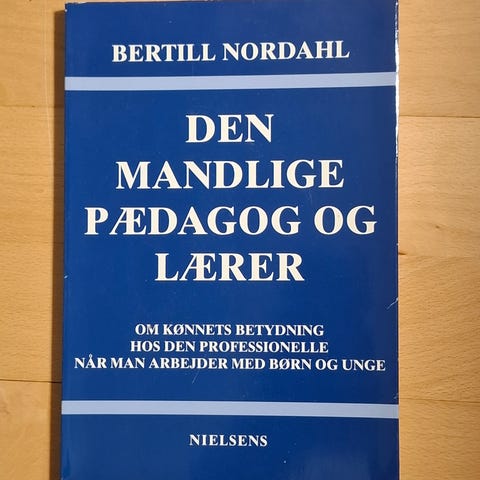 BERTILL NORDAHL
DEN
MANDLIGE
PÆDAGOG OG
LÆRER
OM KØNNETS BETYDNING
HOS DEN PROFESSIONELLE
NÅR MAN ARBEJDER MED BØRN OG UNGE
NIELSENS